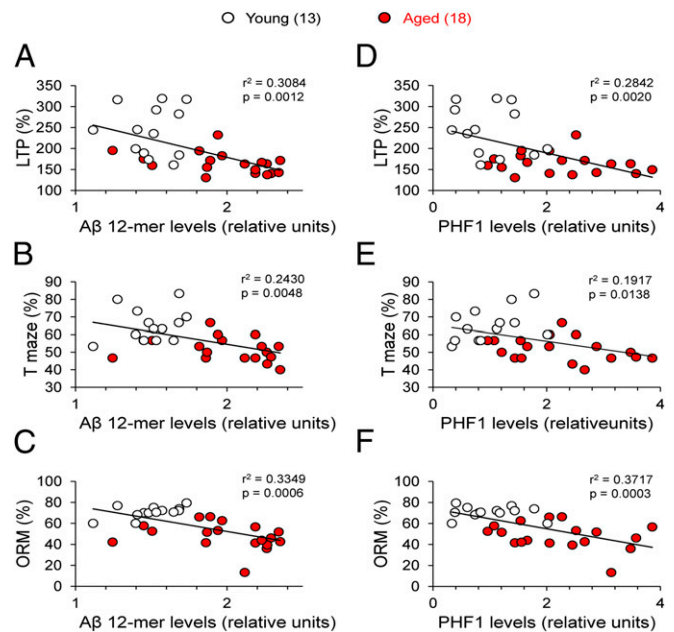 Young (13) Aged (18)
A
r² = 0.3084
p = 0.0012
LTP (%)
350
300
250
200
150
100
1 2
Aβ 12-mer levels (relative units)
D
r² = 0.2842
p = 0.0020
LTP (%)
350
300
250
200
150
100
0 2 4
PHF1 levels (relative units)
B
r² = 0.2430
p = 0.0048
T maze (%)
90
80
70
60
50
40
30
1 2
Aβ 12-mer levels (relative units)
E
r² = 0.1917
p = 0.0138
T maze (%)
90
80
70
60
50
40
30
0 2 4
PHF1 levels (relativeunits)
C
r² = 0.3349
p = 0.0006
ORM (%)
100
80
60
40
20
0
1 2
Aβ 12-mer levels (relative units)
F
r² = 0.3717
p = 0.0003
ORM (%)
100
80
60
40
20
0
0 2 4
PHF1 levels (relative units)